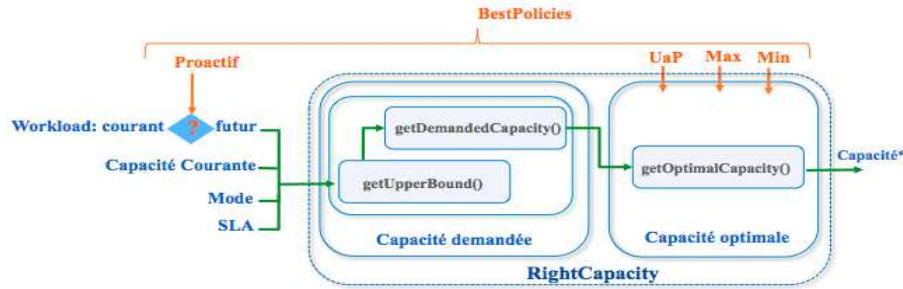 BestPolicies
Proactif
UaP Max Min
Workload: courant ? futur
getDemandedCapacity()
Capacité Courante
getOptimalCapacity()
Capacité*
getUpperBound()
Mode
SLA
Capacité demandée
Capacité optimale
RightCapacity